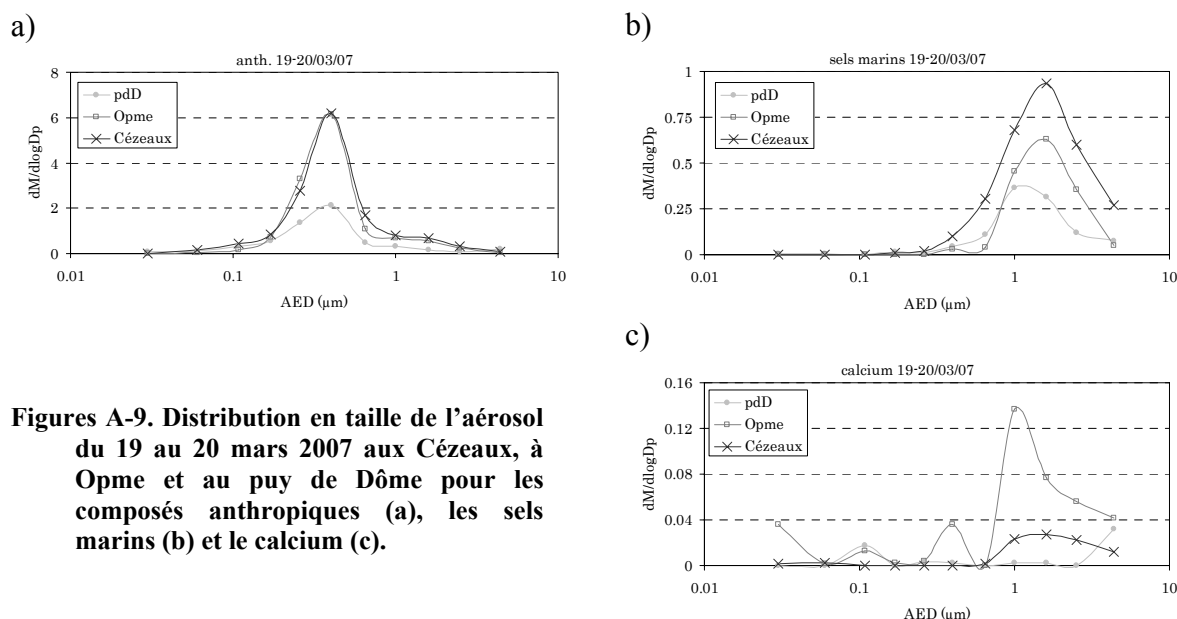 a)
anth. 19-20/03/07
8
6
4
2
0
dM/dlogDp
pdD
Opme
Cézeaux
0.01 0.1 1 10
AED (µm)
b)
sels marins 19-20/03/07
1
0.75
0.5
0.25
0
dM/dlogDp
pdD
Opme
Cézeaux
0.01 0.1 1 10
AED (µm)
c)
calcium 19-20/03/07
0.16
0.12
0.08
0.04
0
dM/dlogDp
pdD
Opme
Cézeaux
0.01 0.1 1 10
AED (µm)
Figures A-9. Distribution en taille de l’aérosol
du 19 au 20 mars 2007 aux Cézeaux, à
Opme et au puy de Dôme pour les
composés anthropiques (a), les sels
marins (b) et le calcium (c).